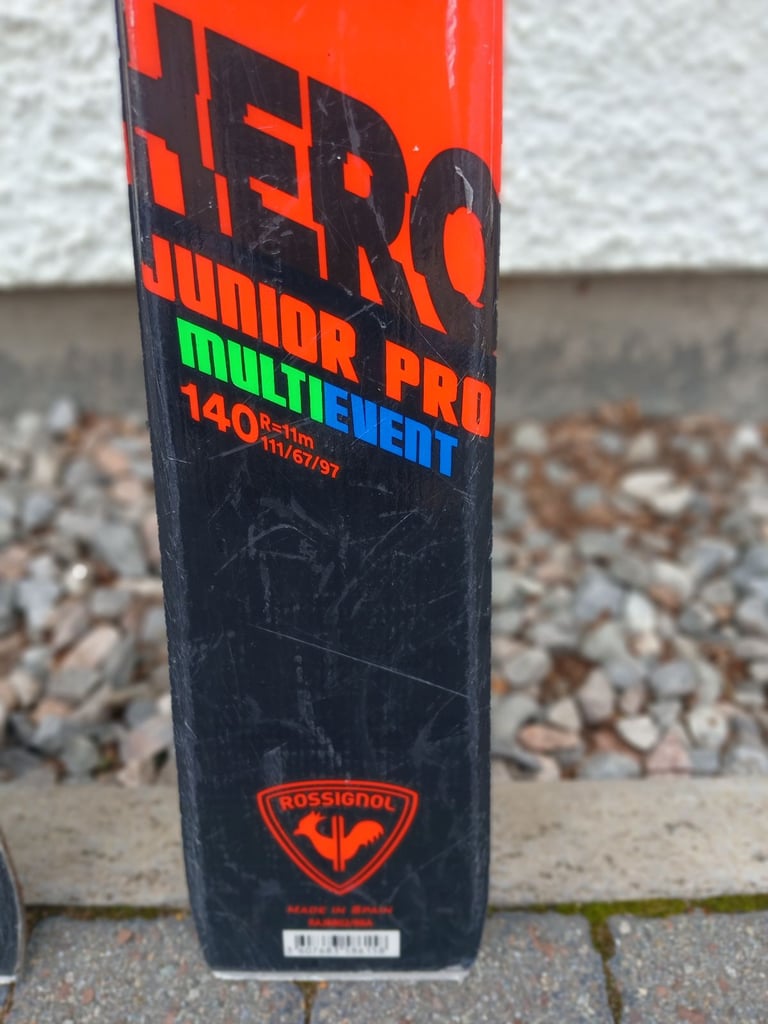 HERO
JUNIOR PRO
MULTIEVENT
140 R=11m
111/67/97
ROSSIGNOL
MADE IN SPAIN